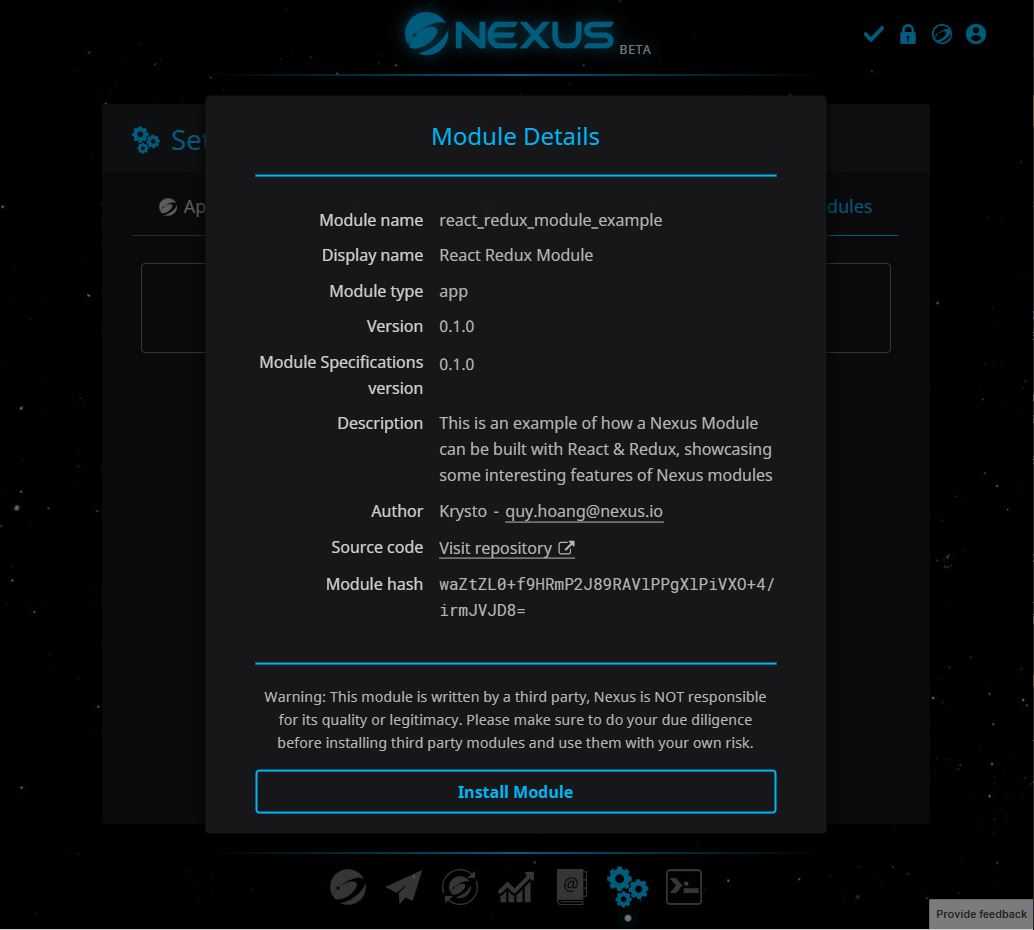 NEXUS BETA
Set
Module Details
Ap
dules
Module name react_redux_module_example
Display name React Redux Module
Module type app
Version 0.1.0
Module Specifications version 0.1.0
Description This is an example of how a Nexus Module
can be built with React & Redux, showcasing
some interesting features of Nexus modules
Author Krysto - quy.hoang@nexus.io
Source code Visit repository
Module hash waZtZL0+f9HRmP2J89RAVlPPgXlPiVXO+4/
irmJVJD8=
Warning: This module is written by a third party, Nexus is NOT responsible
for its quality or legitimacy. Please make sure to do your due diligence
before installing third party modules and use them with your own risk.
Install Module
Provide feedback